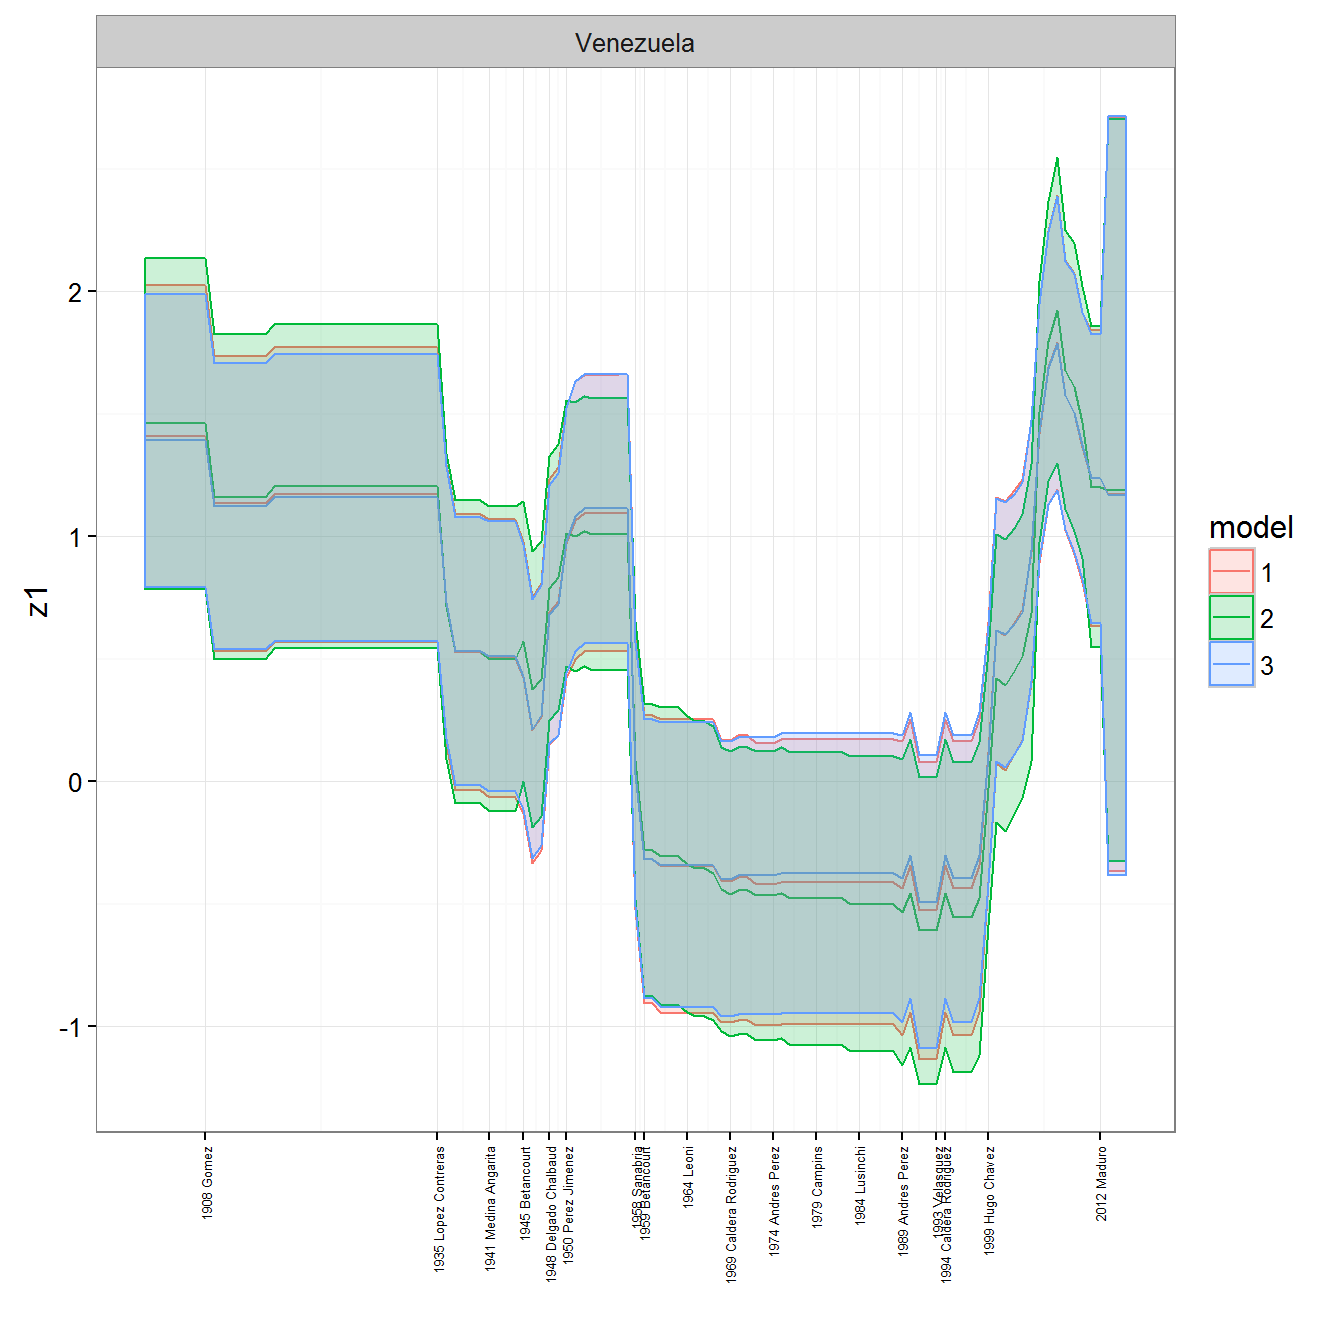 Venezuela
2
1
0
-1
z1
1908 Gomez
1935 Lopez Contreras
1941 Medina Angarita
1945 Betancourt
1948 Delgado Chalbaud
1950 Perez Jimenez
1958 Sanabria
1959 Betancourt
1964 Leoni
1969 Caldera Rodriguez
1974 Andres Perez
1979 Campins
1984 Lusinchi
1989 Andres Perez
1993 Velasquez
1994 Caldera Rodriguez
1999 Hugo Chavez
2012 Maduro
model
1
2
3